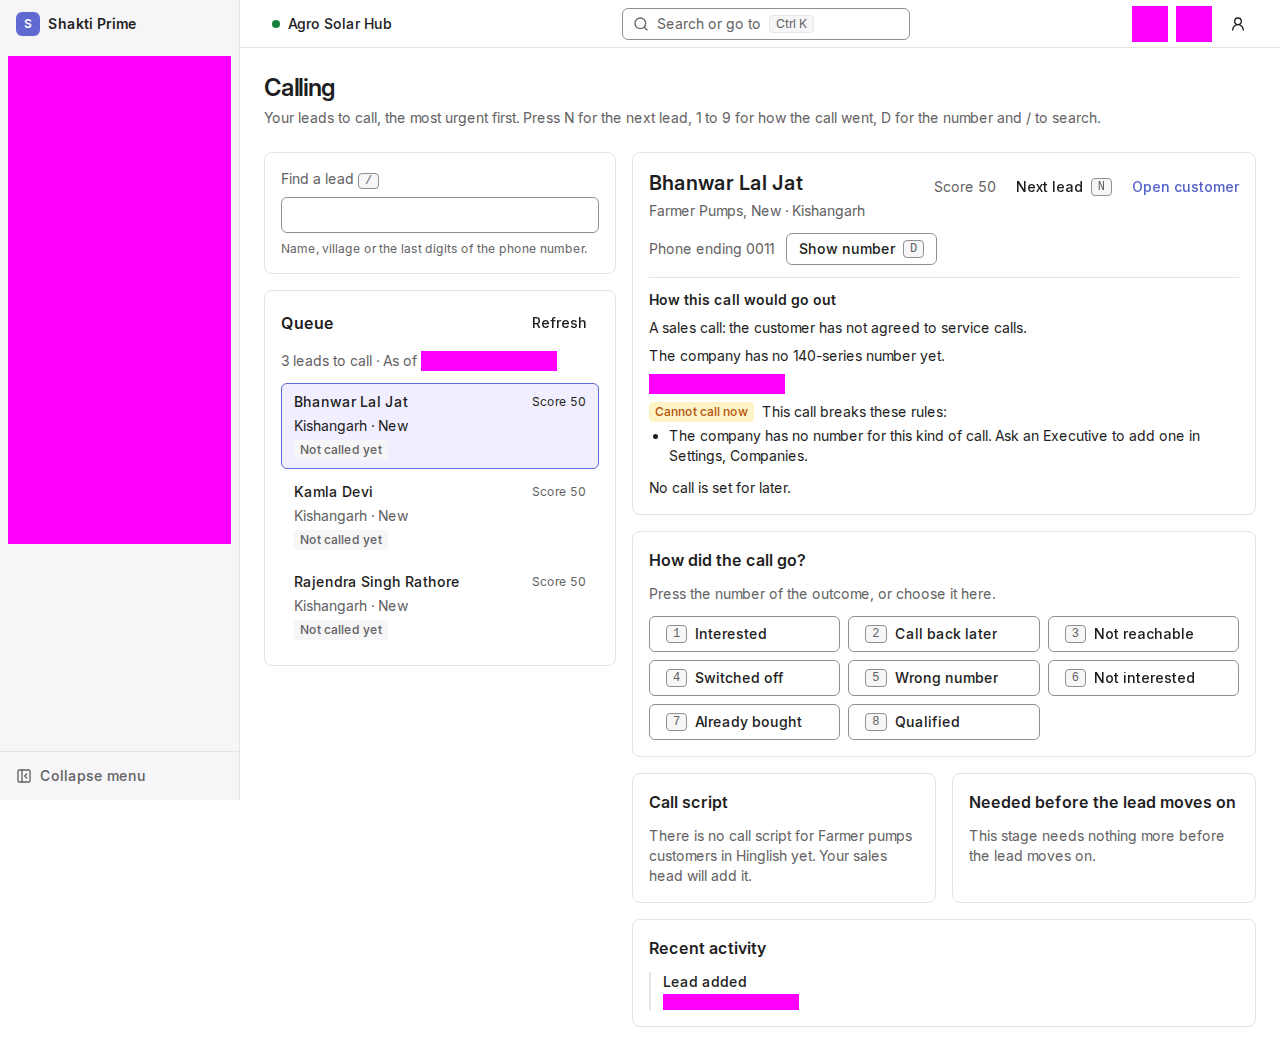 S Shakti Prime
Agro Solar Hub
Search or go to Ctrl K
Calling
Your leads to call, the most urgent first. Press N for the next lead, 1 to 9 for how the call went, D for the number and / to search.
Find a lead /
Name, village or the last digits of the phone number.
Queue
Refresh
3 leads to call · As of
Bhanwar Lal Jat
Score 50
Kishangarh · New
Not called yet
Kamla Devi
Score 50
Kishangarh · New
Not called yet
Rajendra Singh Rathore
Score 50
Kishangarh · New
Not called yet
Collapse menu
Bhanwar Lal Jat
Score 50
Next lead N
Open customer
Farmer Pumps, New · Kishangarh
Phone ending 0011
Show number D
How this call would go out
A sales call: the customer has not agreed to service calls.
The company has no 140-series number yet.
Cannot call now This call breaks these rules:
• The company has no number for this kind of call. Ask an Executive to add one in
Settings, Companies.
No call is set for later.
How did the call go?
Press the number of the outcome, or choose it here.
1 Interested
2 Call back later
3 Not reachable
4 Switched off
5 Wrong number
6 Not interested
7 Already bought
8 Qualified
Call script
There is no call script for Farmer pumps
customers in Hinglish yet. Your sales
head will add it.
Needed before the lead moves on
This stage needs nothing more before
the lead moves on.
Recent activity
Lead added